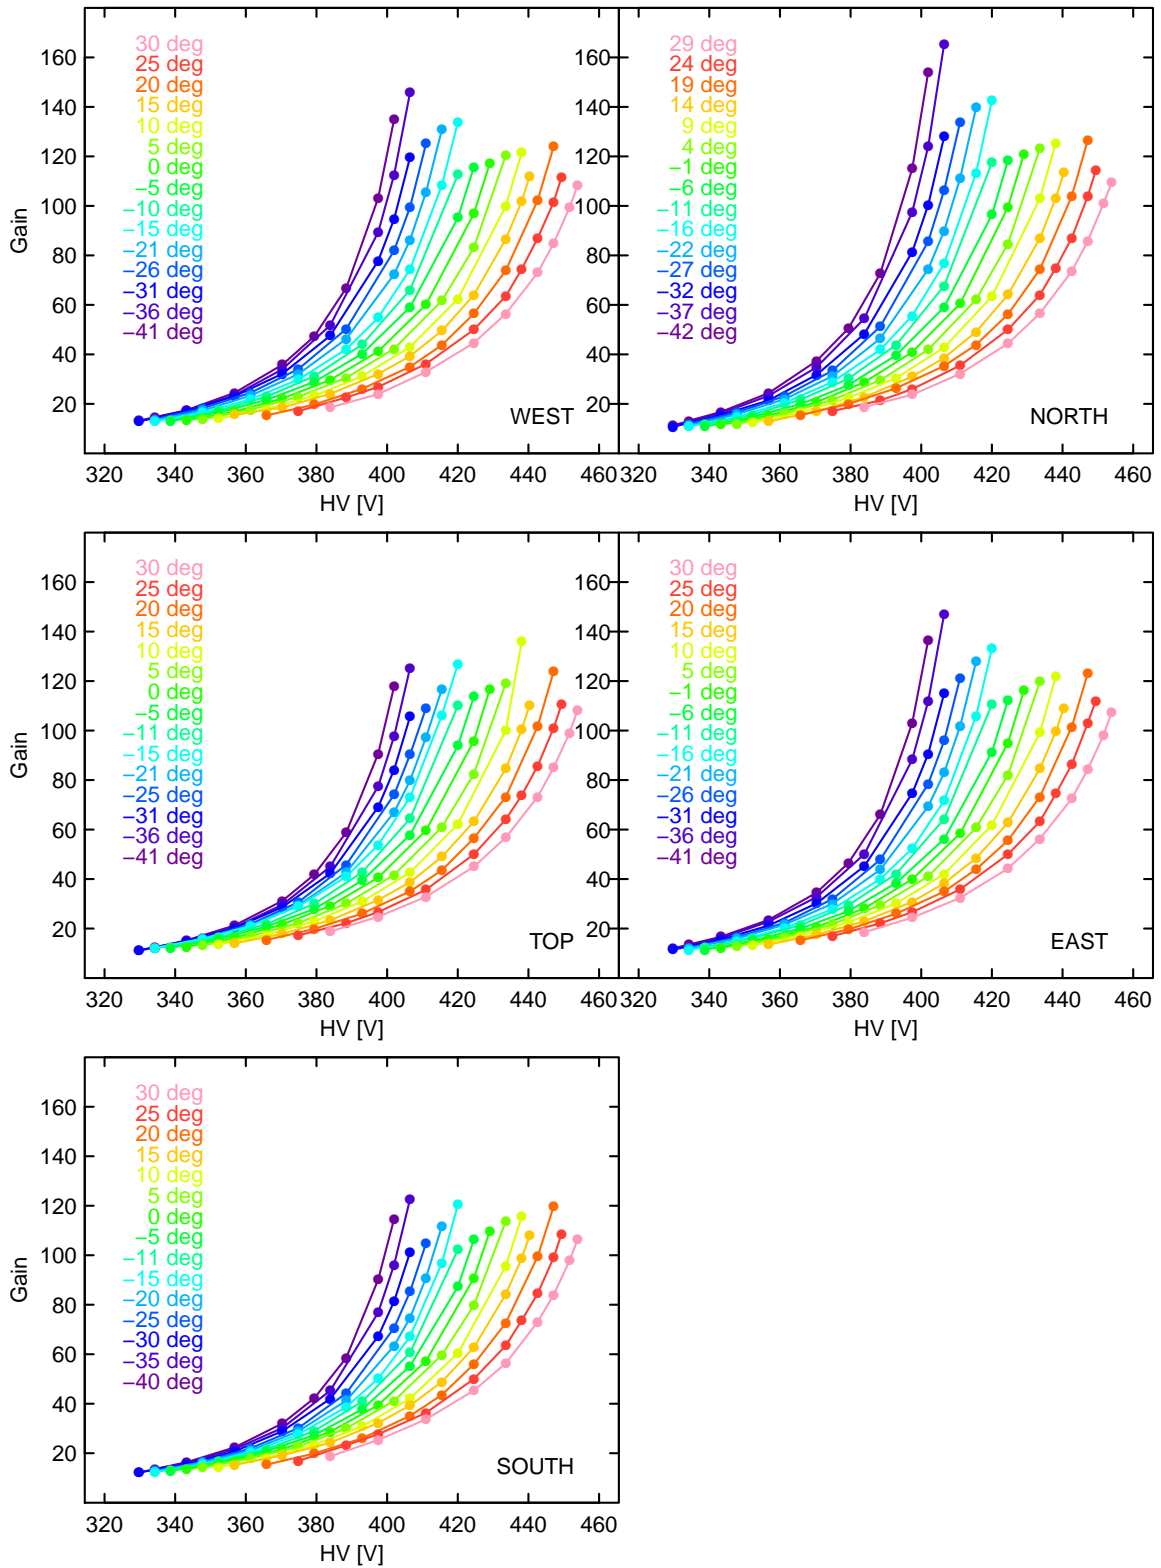 160
140
120
100
80
60
40
20
Gain
30 deg
25 deg
20 deg
15 deg
10 deg
5 deg
0 deg
−5 deg
−10 deg
−15 deg
−21 deg
−26 deg
−31 deg
−36 deg
−41 deg
WEST
320 340 360 380 400 420 440 460
HV [V]
160
140
120
100
80
60
40
20
29 deg
24 deg
19 deg
14 deg
9 deg
4 deg
−1 deg
−6 deg
−11 deg
−16 deg
−22 deg
−27 deg
−32 deg
−37 deg
−42 deg
NORTH
320 340 360 380 400 420 440 460
HV [V]
160
140
120
100
80
60
40
20
Gain
30 deg
25 deg
20 deg
15 deg
10 deg
5 deg
0 deg
−5 deg
−11 deg
−15 deg
−21 deg
−25 deg
−31 deg
−36 deg
−41 deg
TOP
320 340 360 380 400 420 440 460
HV [V]
160
140
120
100
80
60
40
20
30 deg
25 deg
20 deg
15 deg
10 deg
5 deg
−1 deg
−6 deg
−11 deg
−16 deg
−21 deg
−26 deg
−31 deg
−36 deg
−41 deg
EAST
320 340 360 380 400 420 440 460
HV [V]
160
140
120
100
80
60
40
20
Gain
30 deg
25 deg
20 deg
15 deg
10 deg
5 deg
0 deg
−5 deg
−11 deg
−15 deg
−20 deg
−25 deg
−30 deg
−35 deg
−40 deg
SOUTH
320 340 360 380 400 420 440 460
HV [V]